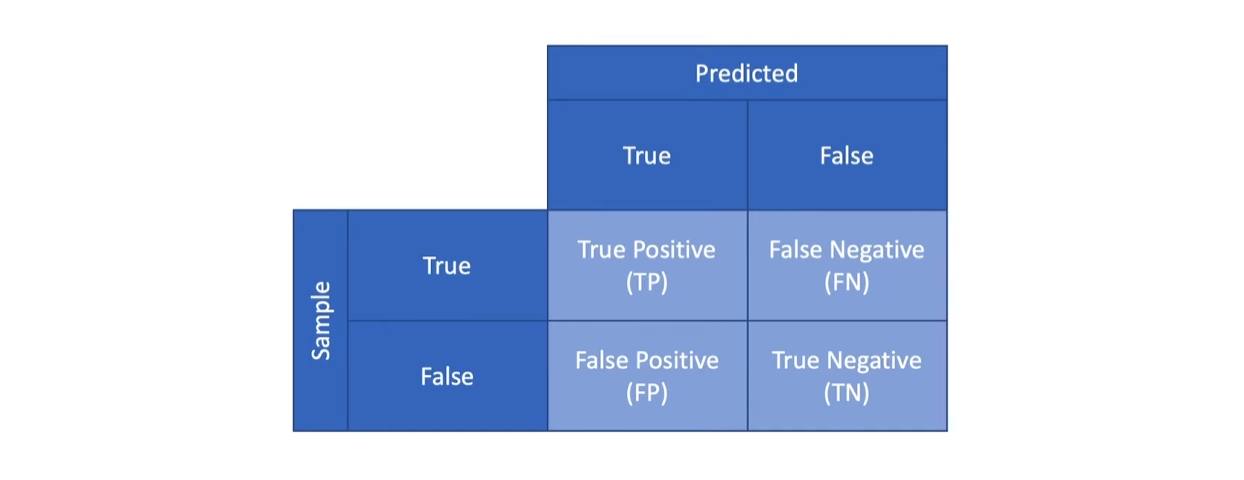 Predicted
True
False
Sample
True
True Positive
(TP)
False Negative
(FN)
False
False Positive
(FP)
True Negative
(TN)